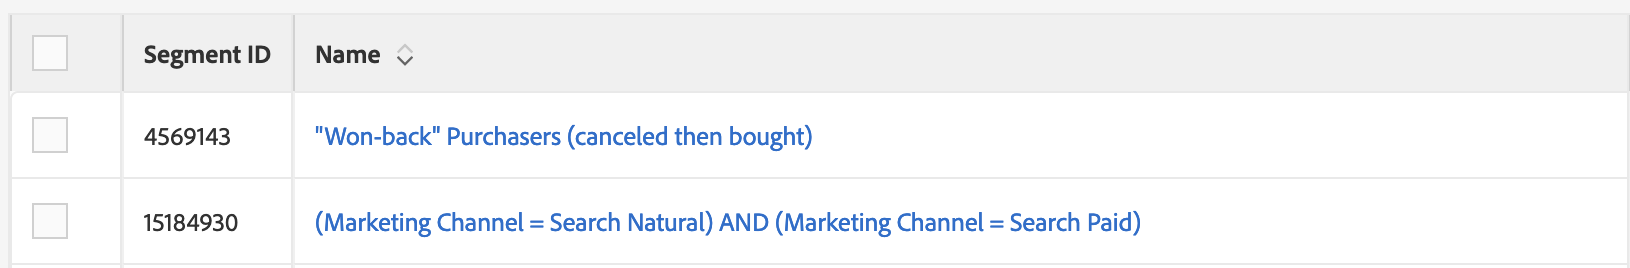 Segment ID Name
4569143 "Won-back" Purchasers (canceled then bought)
15184930 (Marketing Channel = Search Natural) AND (Marketing Channel = Search Paid)